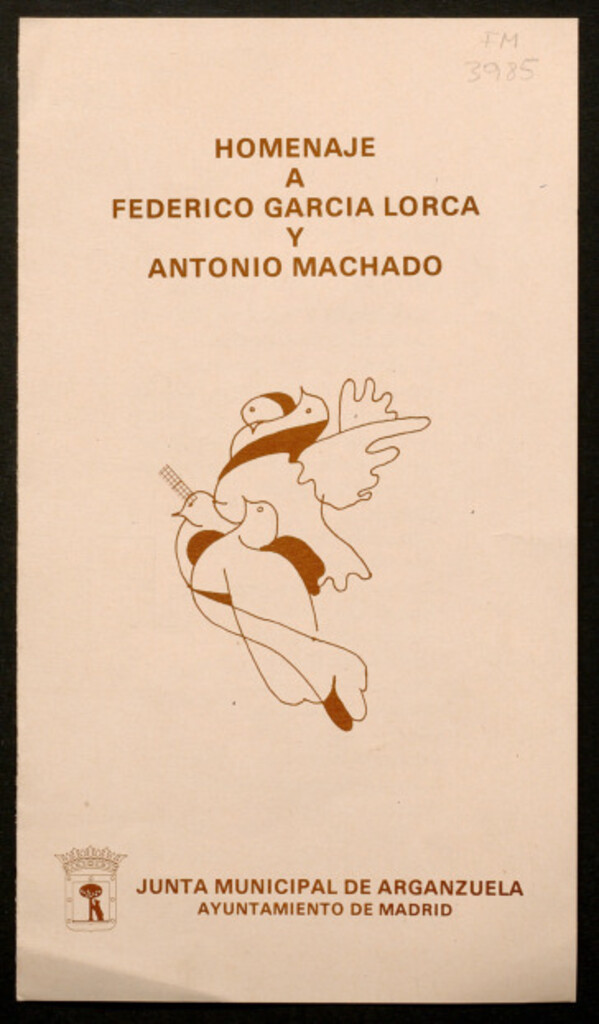 FM
3985
HOMENAJE
A
FEDERICO GARCIA LORCA
Y
ANTONIO MACHADO
JUNTA MUNICIPAL DE ARGANZUELA
AYUNTAMIENTO DE MADRID